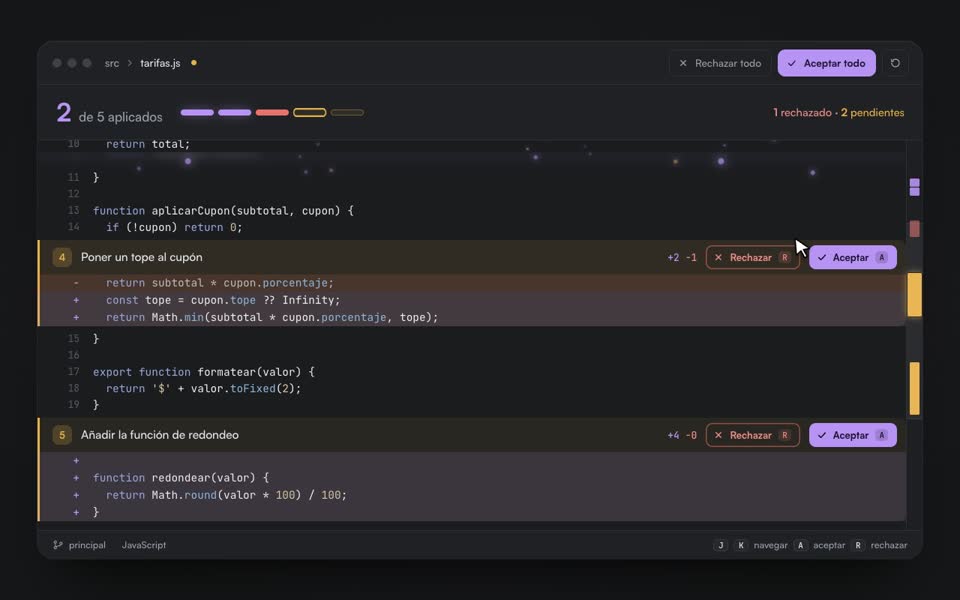 src > tarifas.js
Rechazar todo
Aceptar todo
2 de 5 aplicados
1 rechazado · 2 pendientes
10 return total;
11 }
12
13 function aplicarCupon(subtotal, cupon) {
14 if (!cupon) return 0;
4 Poner un tope al cupón +2 -1 Rechazar R Aceptar A
- return subtotal * cupon.porcentaje;
+ const tope = cupon.tope ?? Infinity;
+ return Math.min(subtotal * cupon.porcentaje, tope);
15 }
16
17 export function formatear(valor) {
18 return '$' + valor.toFixed(2);
19 }
5 Añadir la función de redondeo +4 -0 Rechazar R Aceptar A
+
+ function redondear(valor) {
+ return Math.round(valor * 100) / 100;
+ }
principal JavaScript
J K navegar A aceptar R rechazar